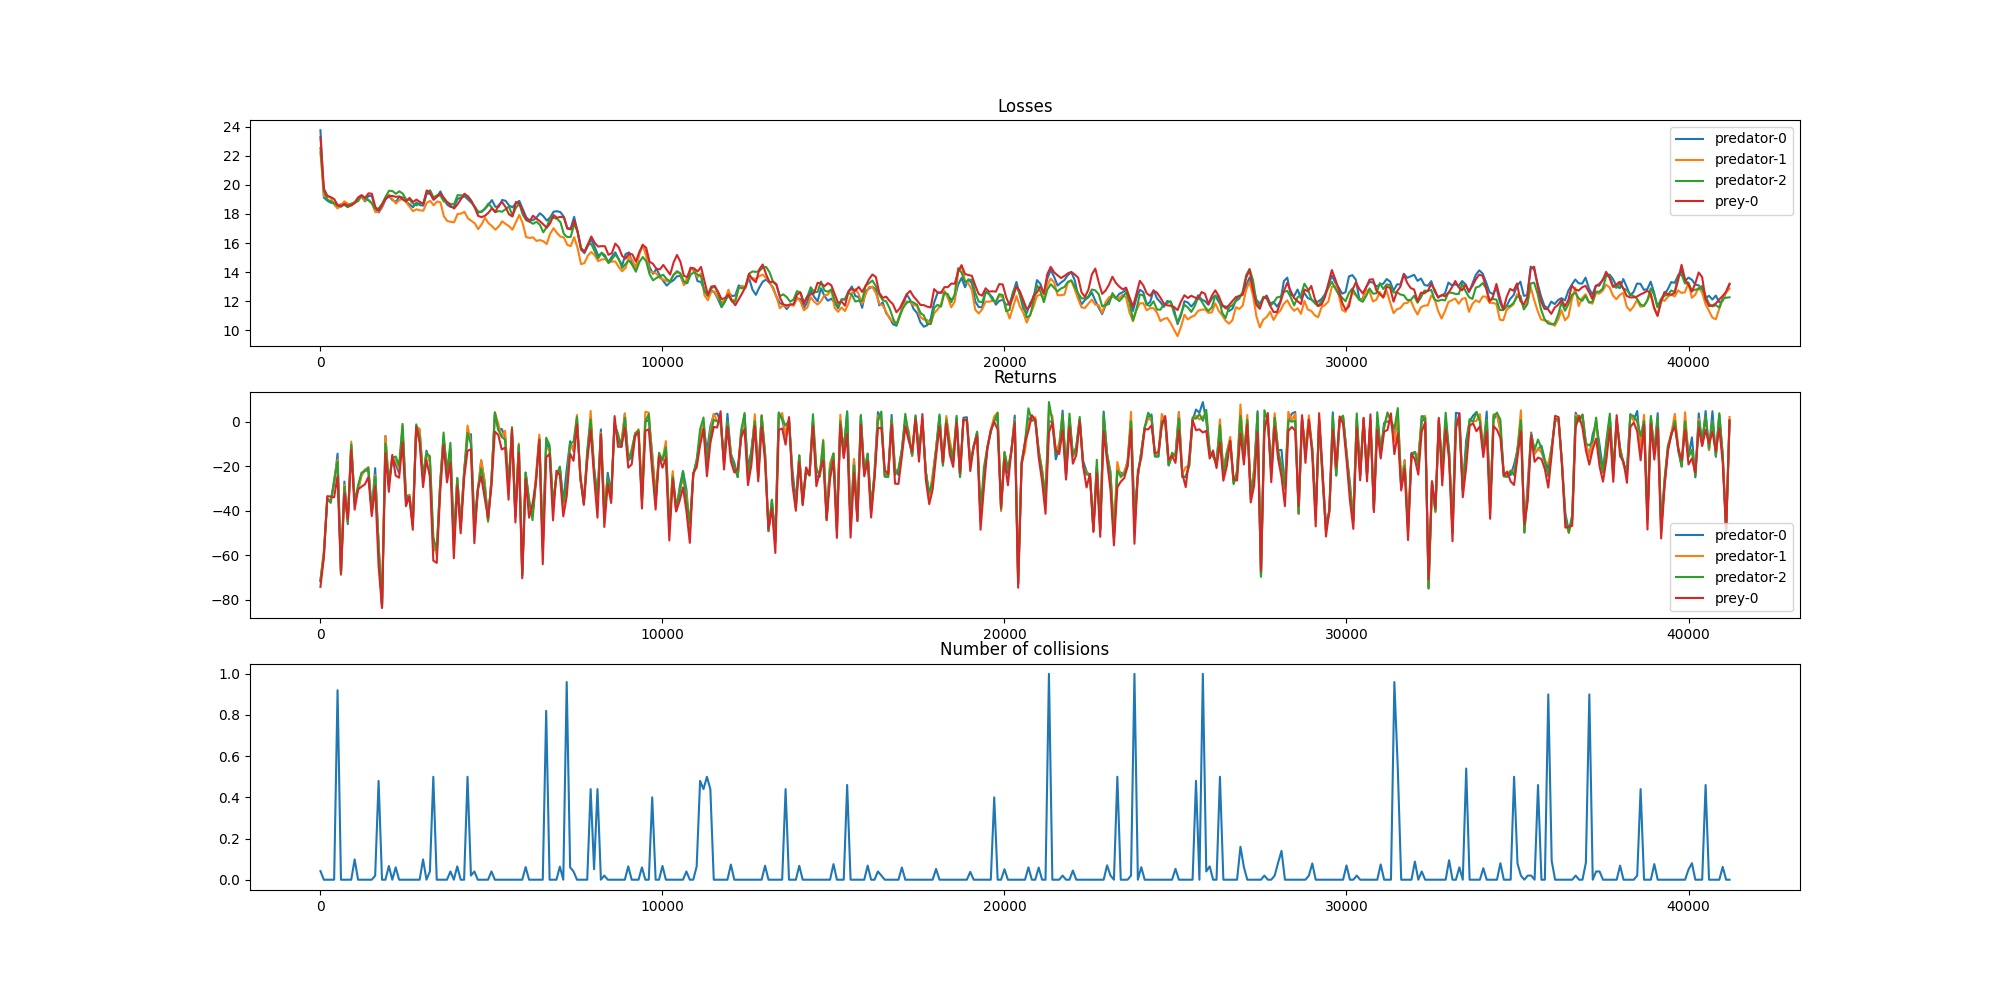 Losses
24
22
20
18
16
14
12
10
predator-0
predator-1
predator-2
prey-0
0 10000 20000 30000 40000
Returns
0
−20
−40
−60
−80
predator-0
predator-1
predator-2
prey-0
0 10000 20000 30000 40000
Number of collisions
1.0
0.8
0.6
0.4
0.2
0.0
0 10000 20000 30000 40000